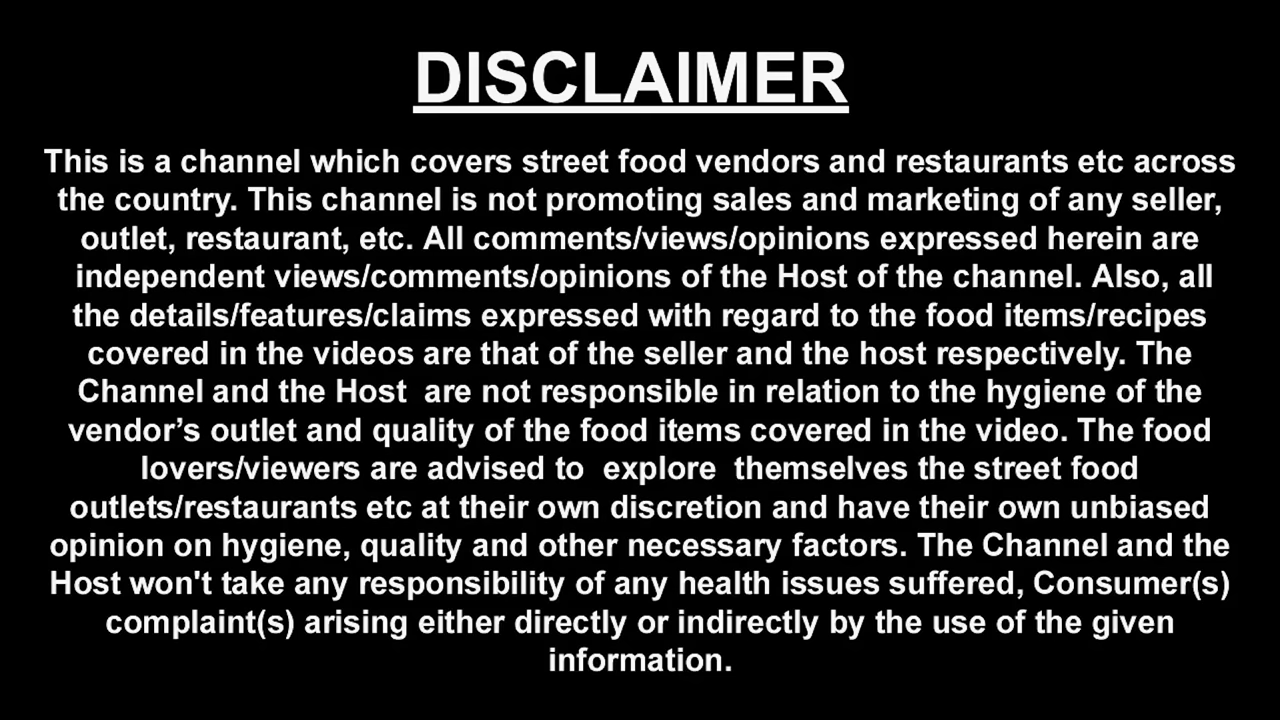 DISCLAIMER
This is a channel which covers street food vendors and restaurants etc across
the country. This channel is not promoting sales and marketing of any seller,
outlet, restaurant, etc. All comments/views/opinions expressed herein are
independent views/comments/opinions of the Host of the channel. Also, all
the details/features/claims expressed with regard to the food items/recipes
covered in the videos are that of the seller and the host respectively. The
Channel and the Host  are not responsible in relation to the hygiene of the
vendor’s outlet and quality of the food items covered in the video. The food
lovers/viewers are advised to  explore  themselves the street food
outlets/restaurants etc at their own discretion and have their own unbiased
opinion on hygiene, quality and other necessary factors. The Channel and the
Host won't take any responsibility of any health issues suffered, Consumer(s)
complaint(s) arising either directly or indirectly by the use of the given
information.